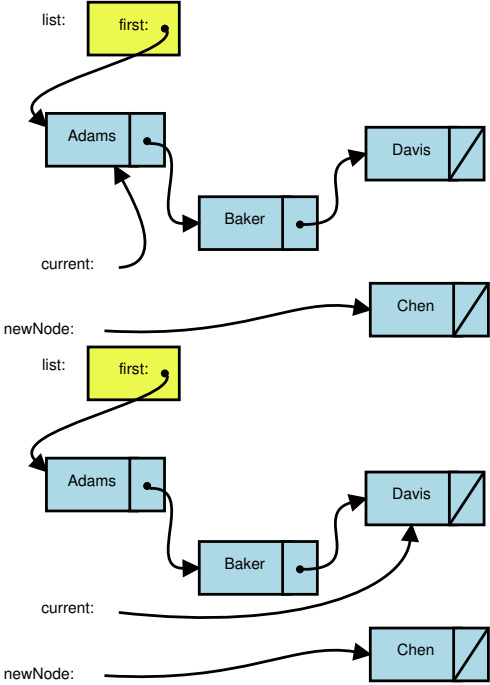 list: first:
Adams
Davis
Baker
current:
Chen
newNode:
list: first:
Adams
Davis
Baker
current:
Chen
newNode: